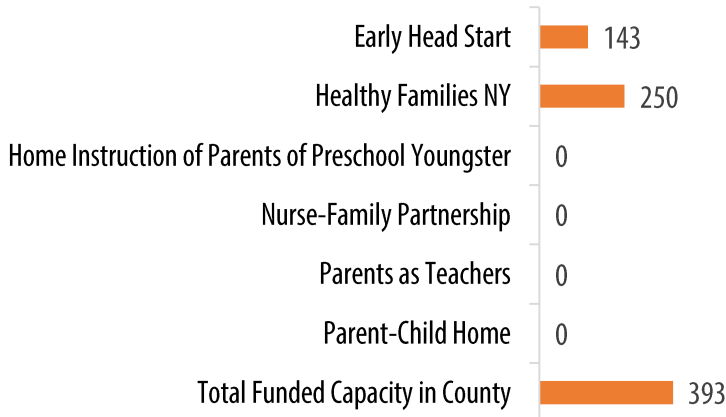 Early Head Start 143
Healthy Families NY 250
Home Instruction of Parents of Preschool Youngster 0
Nurse-Family Partnership 0
Parents as Teachers 0
Parent-Child Home 0
Total Funded Capacity in County 393